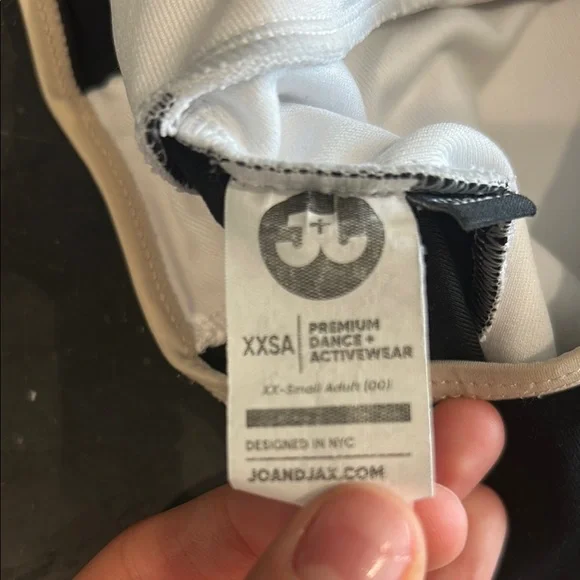 J+J
XXSA
PREMIUM
DANCE +
ACTIVEWEAR
XX-Small Adult (00)
DESIGNED IN NYC
JOANDJAX.COM